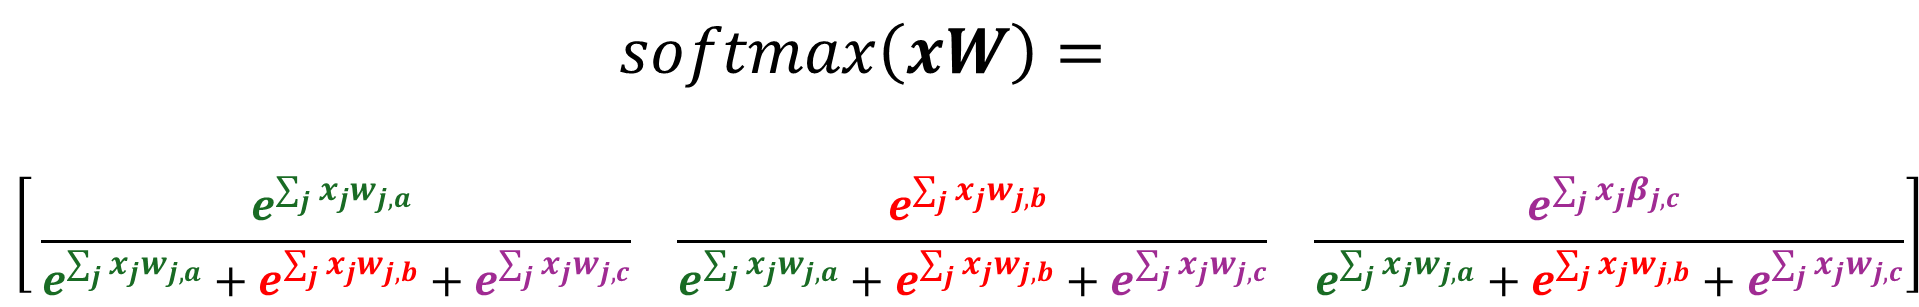 softmax(xW) =
[ e^{∑_j x_j w_{j,a}} / (e^{∑_j x_j w_{j,a}} + e^{∑_j x_j w_{j,b}} + e^{∑_j x_j w_{j,c}})   e^{∑_j x_j w_{j,b}} / (e^{∑_j x_j w_{j,a}} + e^{∑_j x_j w_{j,b}} + e^{∑_j x_j w_{j,c}})   e^{∑_j x_j β_{j,c}} / (e^{∑_j x_j w_{j,a}} + e^{∑_j x_j w_{j,b}} + e^{∑_j x_j w_{j,c}}) ]